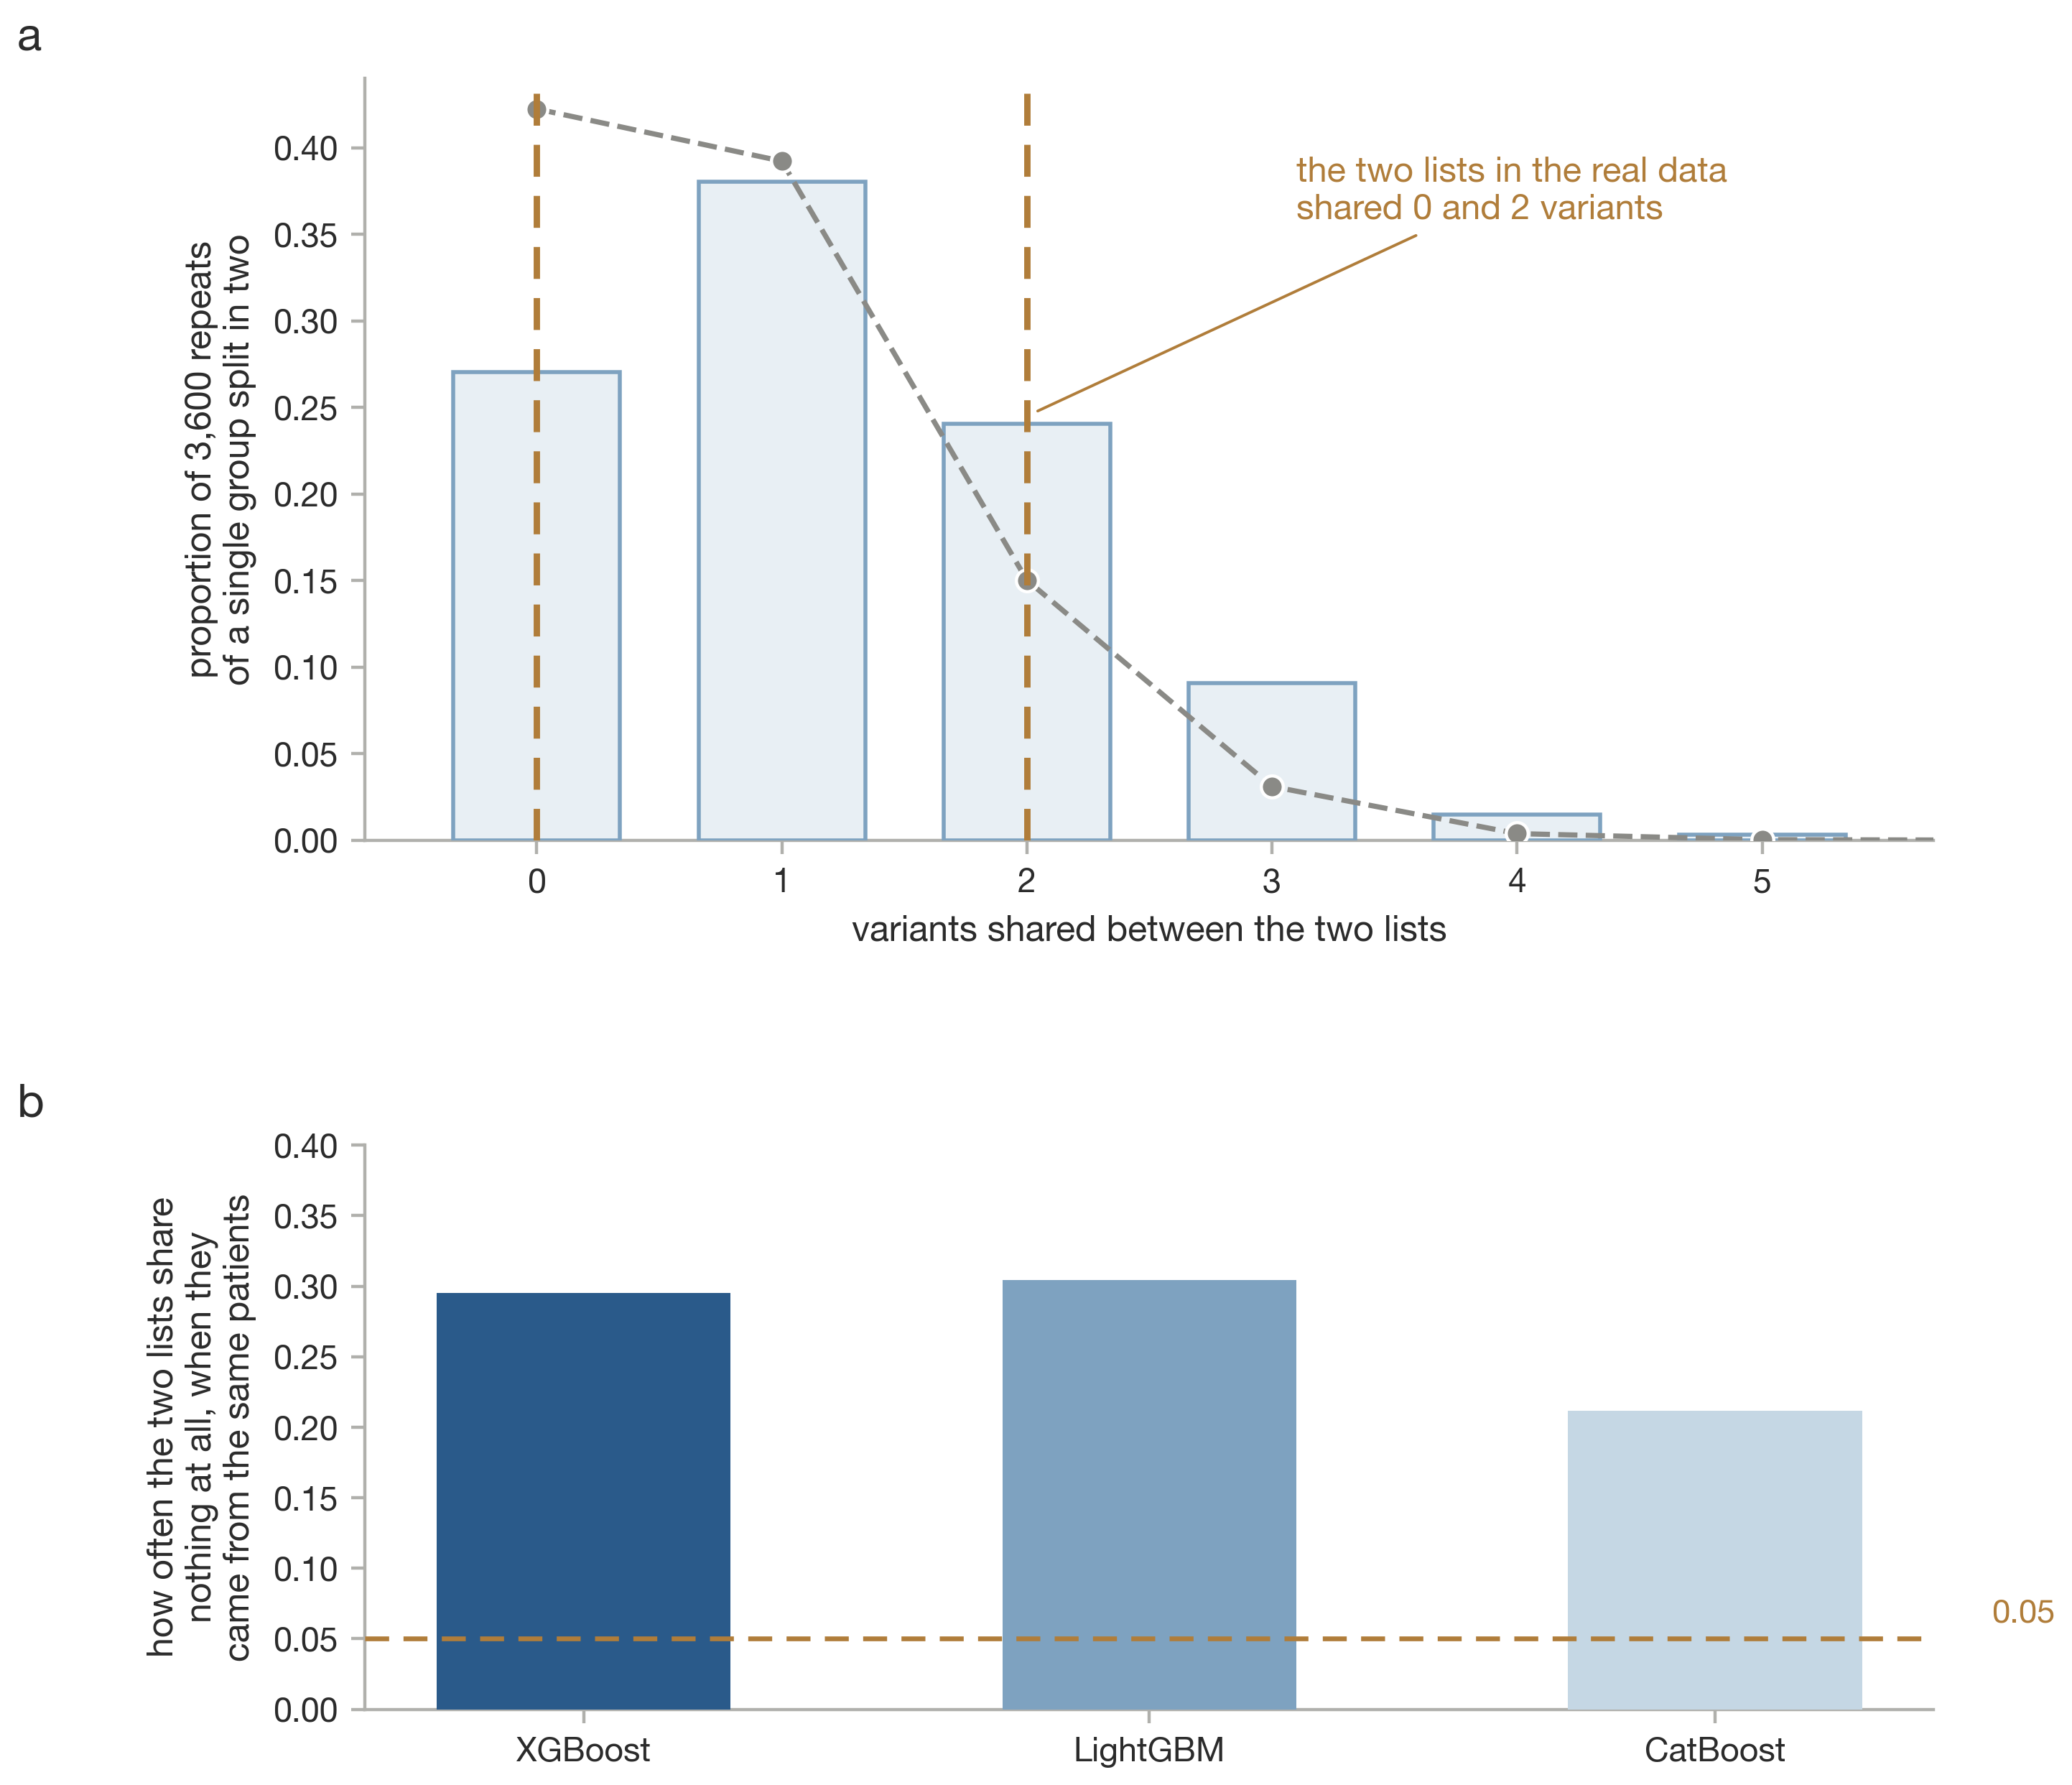 a
proportion of 3,600 repeats
of a single group split in two
0.40
0.35
0.30
0.25
0.20
0.15
0.10
0.05
0.00
the two lists in the real data
shared 0 and 2 variants
0 1 2 3 4 5
variants shared between the two lists
b
how often the two lists share
nothing at all, when they
came from the same patients
0.40
0.35
0.30
0.25
0.20
0.15
0.10
0.05
0.00
0.05
XGBoost LightGBM CatBoost